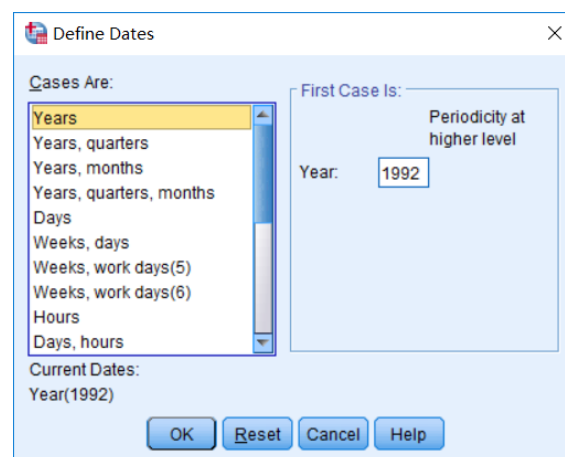 Define Dates
Cases Are:
Years
Years, quarters
Years, months
Years, quarters, months
Days
Weeks, days
Weeks, work days(5)
Weeks, work days(6)
Hours
Days, hours
Current Dates:
Year(1992)
First Case Is:
Periodicity at
higher level
Year: 1992
OK Reset Cancel Help